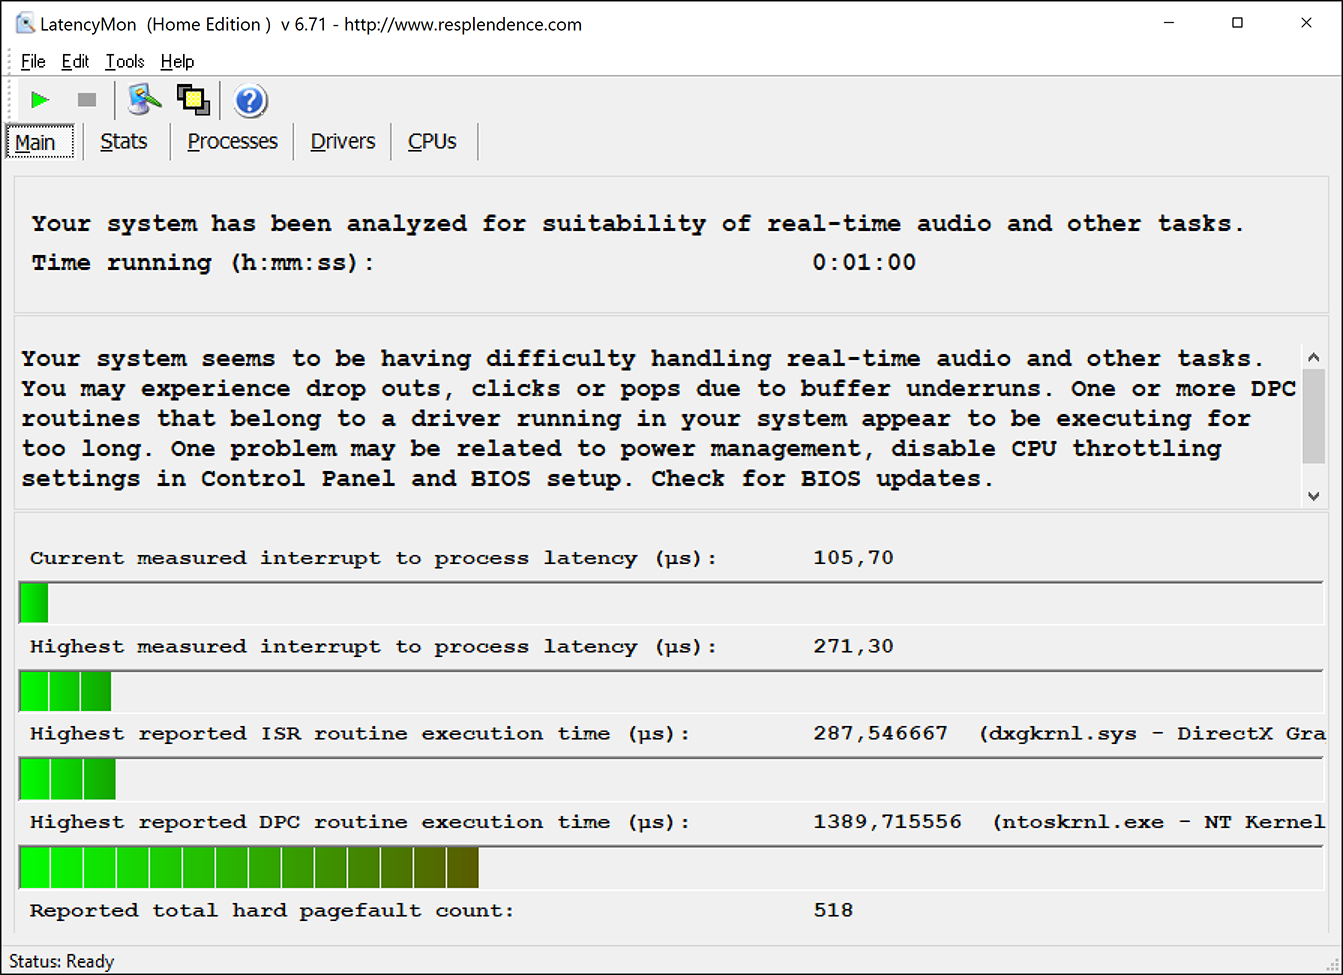 LatencyMon (Home Edition ) v 6.71 - http://www.resplendence.com
File Edit Tools Help
Main Stats Processes Drivers CPUs
Your system has been analyzed for suitability of real-time audio and other tasks.
Time running (h:mm:ss): 0:01:00
Your system seems to be having difficulty handling real-time audio and other tasks.
You may experience drop outs, clicks or pops due to buffer underruns. One or more DPC
routines that belong to a driver running in your system appear to be executing for
too long. One problem may be related to power management, disable CPU throttling
settings in Control Panel and BIOS setup. Check for BIOS updates.
Current measured interrupt to process latency (µs): 105,70
Highest measured interrupt to process latency (µs): 271,30
Highest reported ISR routine execution time (µs): 287,546667 (dxgkrnl.sys - DirectX Gra
Highest reported DPC routine execution time (µs): 1389,715556 (ntoskrnl.exe - NT Kernel
Reported total hard pagefault count: 518
Status: Ready